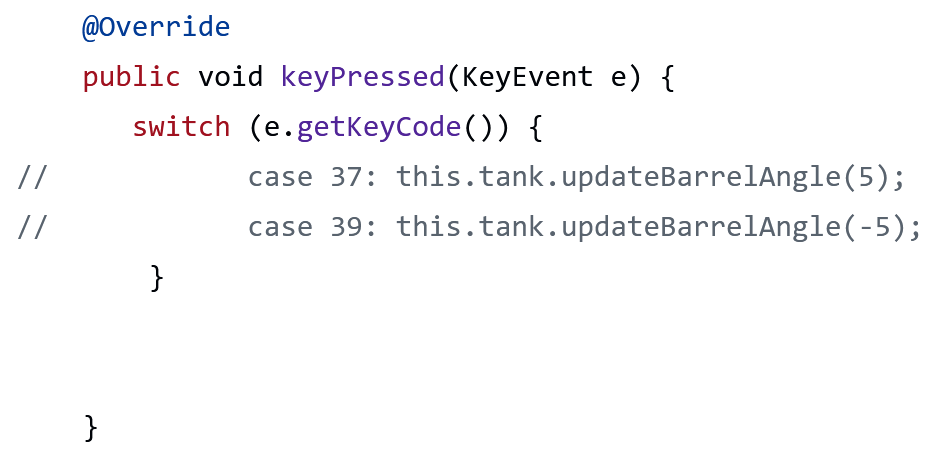 @Override
public void keyPressed(KeyEvent e) {
switch (e.getKeyCode()) {
// case 37: this.tank.updateBarrelAngle(5);
// case 39: this.tank.updateBarrelAngle(-5);
}
}